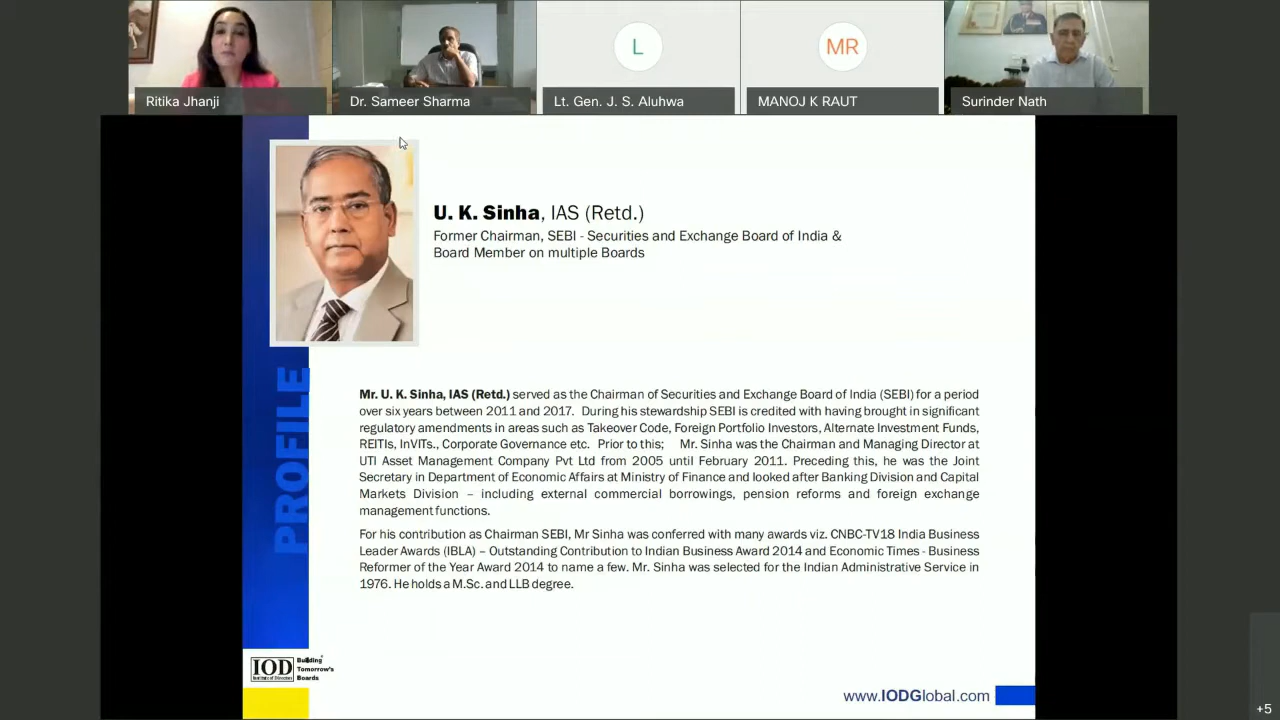 L
MR
Ritika Jhanji
Dr. Sameer Sharma
Lt. Gen. J. S. Aluhwa
MANOJ K RAUT
Surinder Nath
U. K. Sinha, IAS (Retd.)
Former Chairman, SEBI - Securities and Exchange Board of India &
Board Member on multiple Boards
PROFILE
Mr. U. K. Sinha, IAS (Retd.) served as the Chairman of Securities and Exchange Board of India (SEBI) for a period
over six years between 2011 and 2017. During his stewardship SEBI is credited with having brought in significant
regulatory amendments in areas such as Takeover Code, Foreign Portfolio Investors, Alternate Investment Funds,
REITIs, InVITs., Corporate Governance etc. Prior to this; Mr. Sinha was the Chairman and Managing Director at
UTI Asset Management Company Pvt Ltd from 2005 until February 2011. Preceding this, he was the Joint
Secretary in Department of Economic Affairs at Ministry of Finance and looked after Banking Division and Capital
Markets Division – including external commercial borrowings, pension reforms and foreign exchange
management functions.
For his contribution as Chairman SEBI, Mr Sinha was conferred with many awards viz. CNBC-TV18 India Business
Leader Awards (IBLA) – Outstanding Contribution to Indian Business Award 2014 and Economic Times - Business
Reformer of the Year Award 2014 to name a few. Mr. Sinha was selected for the Indian Administrative Service in
1976. He holds a M.Sc. and LLB degree.
IOD
Institute of Directors
Building
Tomorrow's
Boards
www.IODGlobal.com
+5